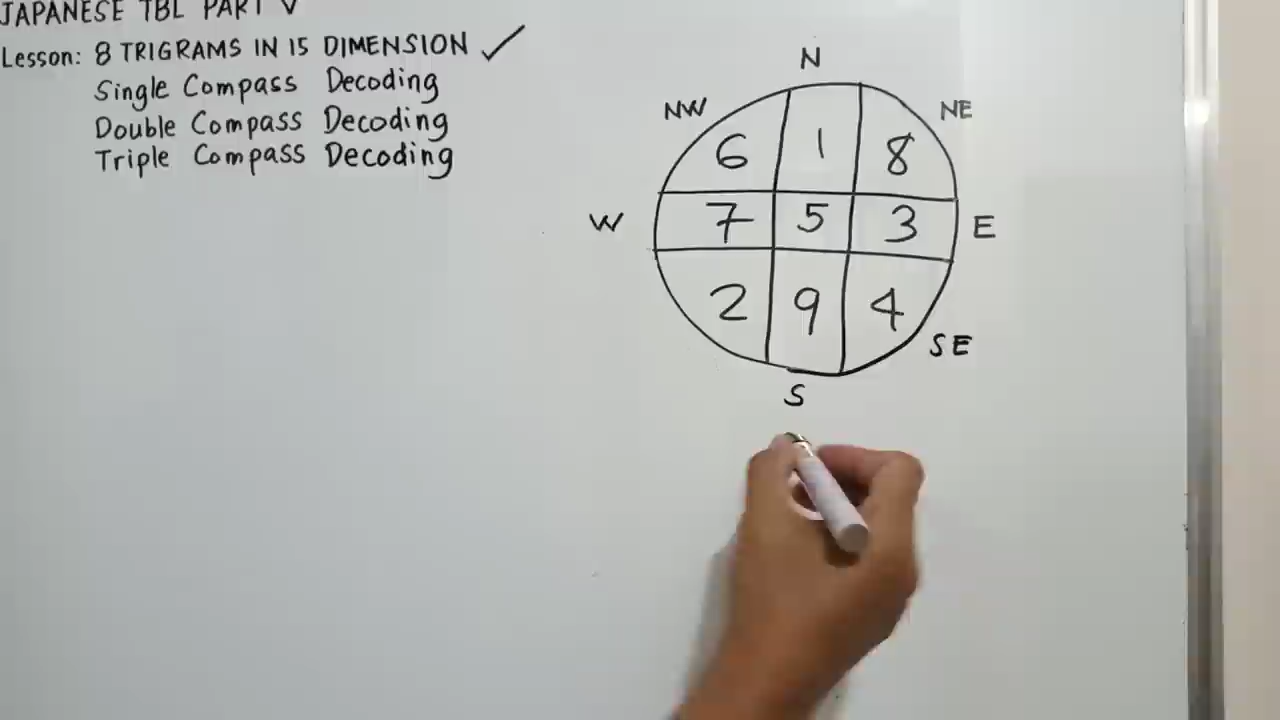 JAPANESE TBL PART V
Lesson: 8 TRIGRAMS IN 15 DIMENSION ✓
Single Compass Decoding
Double Compass Decoding
Triple Compass Decoding
N
NW NE
6 1 8
W 7 5 3 E
2 9 4
SE
S